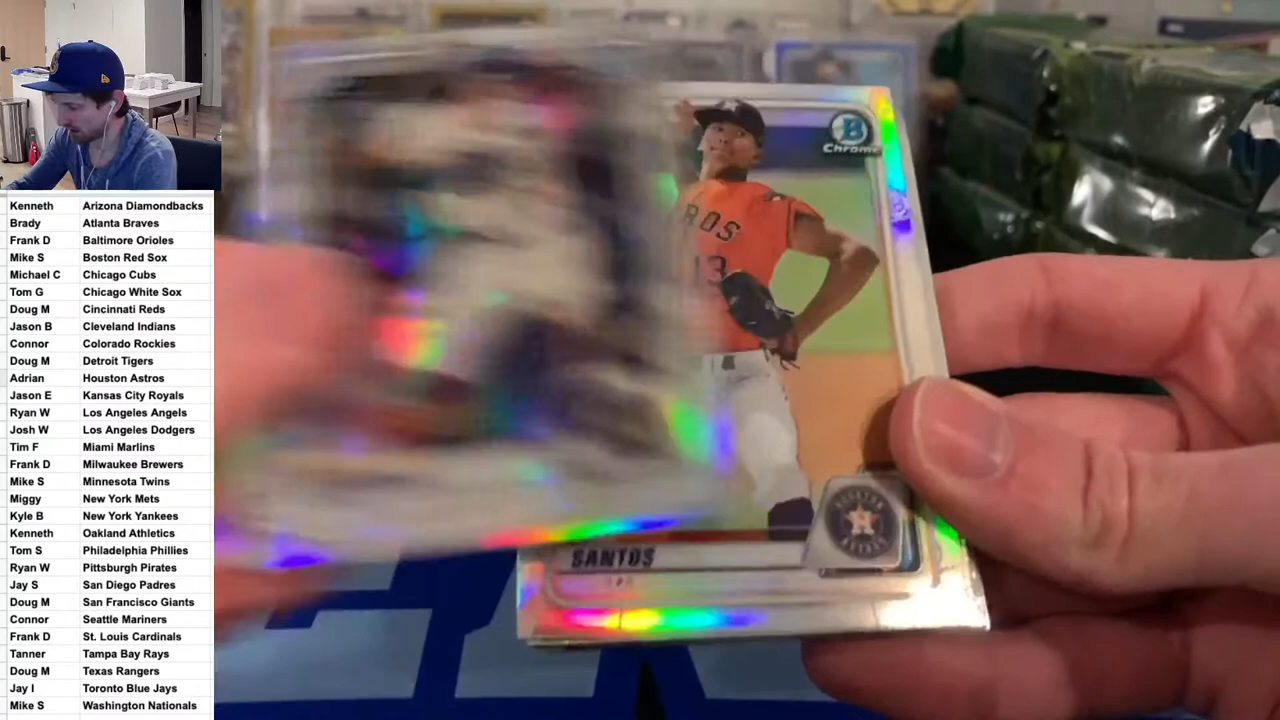 Kenneth Arizona Diamondbacks
Brady Atlanta Braves
Frank D Baltimore Orioles
Mike S Boston Red Sox
Michael C Chicago Cubs
Tom G Chicago White Sox
Doug M Cincinnati Reds
Jason B Cleveland Indians
Connor Colorado Rockies
Doug M Detroit Tigers
Adrian Houston Astros
Jason E Kansas City Royals
Ryan W Los Angeles Angels
Josh W Los Angeles Dodgers
Tim F Miami Marlins
Frank D Milwaukee Brewers
Mike S Minnesota Twins
Miggy New York Mets
Kyle B New York Yankees
Kenneth Oakland Athletics
Tom S Philadelphia Phillies
Ryan W Pittsburgh Pirates
Jay S San Diego Padres
Doug M San Francisco Giants
Connor Seattle Mariners
Frank D St. Louis Cardinals
Tanner Tampa Bay Rays
Doug M Texas Rangers
Jay I Toronto Blue Jays
Mike S Washington Nationals
B
Chrome
ROS
13
SANTOS